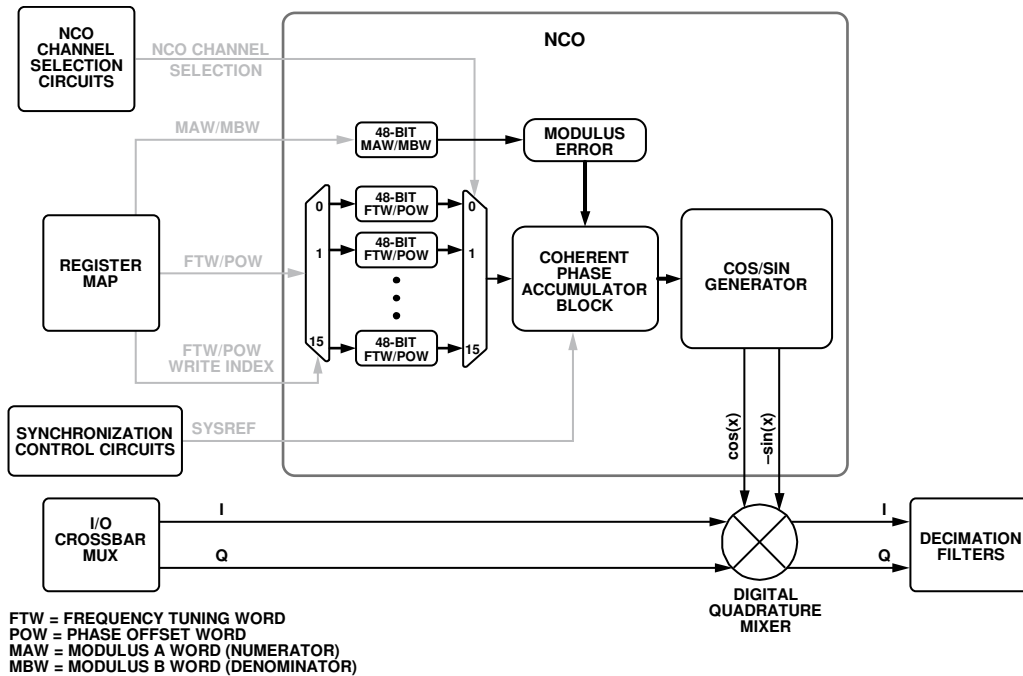 NCO
CHANNEL
SELECTION
CIRCUITS
NCO CHANNEL
SELECTION
NCO
MAW/MBW
48-BIT
MAW/MBW
MODULUS
ERROR
0
48-BIT
FTW/POW
0
1
48-BIT
FTW/POW
1
REGISTER
MAP
FTW/POW
COHERENT
PHASE
ACCUMULATOR
BLOCK
COS/SIN
GENERATOR
15
48-BIT
FTW/POW
15
FTW/POW
WRITE INDEX
SYNCHRONIZATION
CONTROL CIRCUITS
SYSREF
cos(x)
–sin(x)
I/O
CROSSBAR
MUX
I
Q
I
Q
DECIMATION
FILTERS
DIGITAL
QUADRATURE
MIXER
FTW = FREQUENCY TUNING WORD
POW = PHASE OFFSET WORD
MAW = MODULUS A WORD (NUMERATOR)
MBW = MODULUS B WORD (DENOMINATOR)